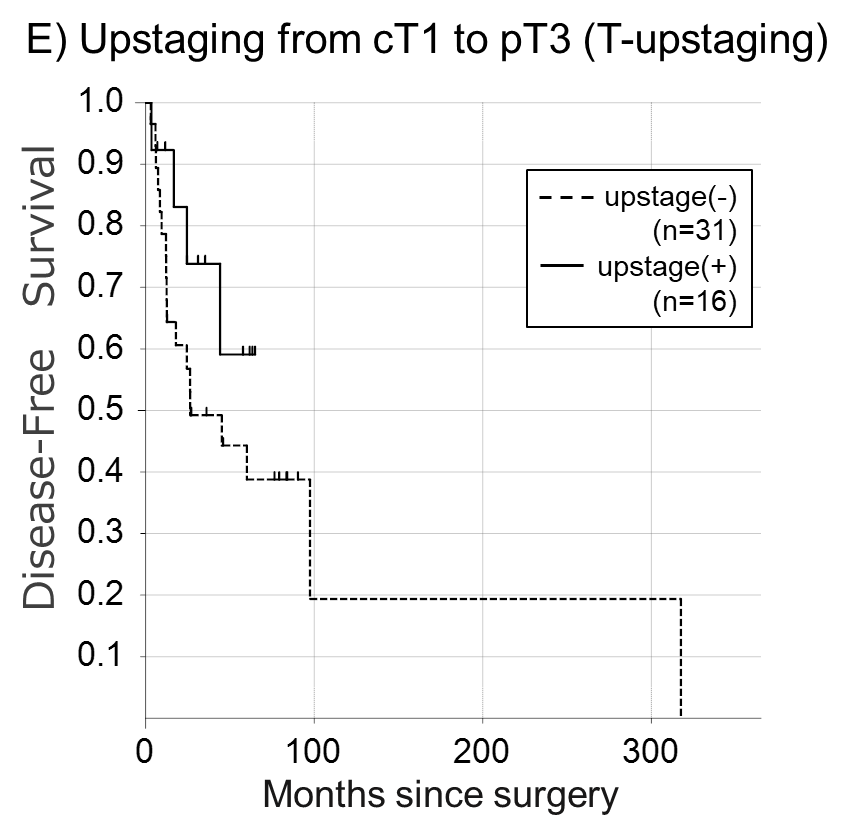 E) Upstaging from cT1 to pT3 (T-upstaging)
Disease-Free Survival
1.0
0.9
0.8
0.7
0.6
0.5
0.4
0.3
0.2
0.1
upstage(-)
(n=31)
upstage(+)
(n=16)
0 100 200 300
Months since surgery